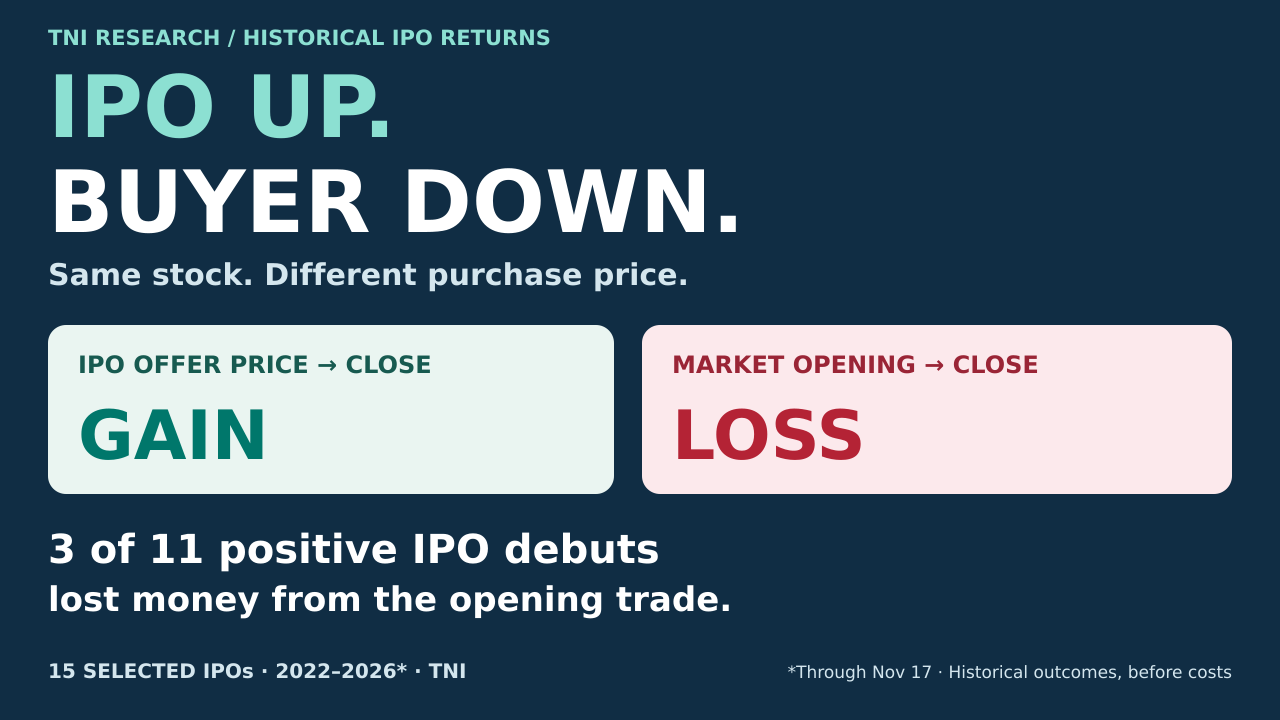 TNI RESEARCH / HISTORICAL IPO RETURNS
IPO UP.
BUYER DOWN.
Same stock. Different purchase price.
IPO OFFER PRICE → CLOSE
GAIN
MARKET OPENING → CLOSE
LOSS
3 of 11 positive IPO debuts
lost money from the opening trade.
15 SELECTED IPOs · 2022–2026* · TNI
*Through Nov 17 · Historical outcomes, before costs